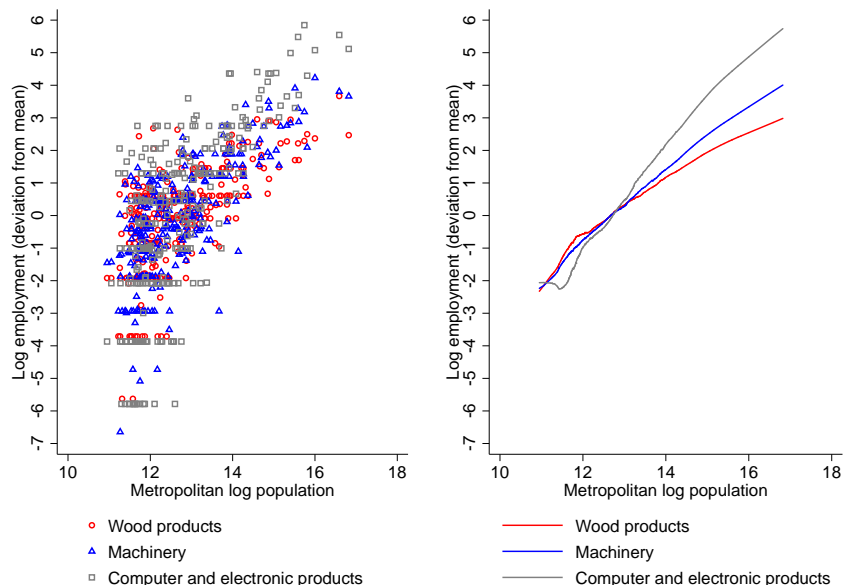 Log employment (deviation from mean)
6
5
4
3
2
1
0
-1
-2
-3
-4
-5
-6
-7
10 12 14 16 18
Metropolitan log population
Wood products
Machinery
Computer and electronic products
Log employment (deviation from mean)
6
5
4
3
2
1
0
-1
-2
-3
-4
-5
-6
-7
10 12 14 16 18
Metropolitan log population
Wood products
Machinery
Computer and electronic products